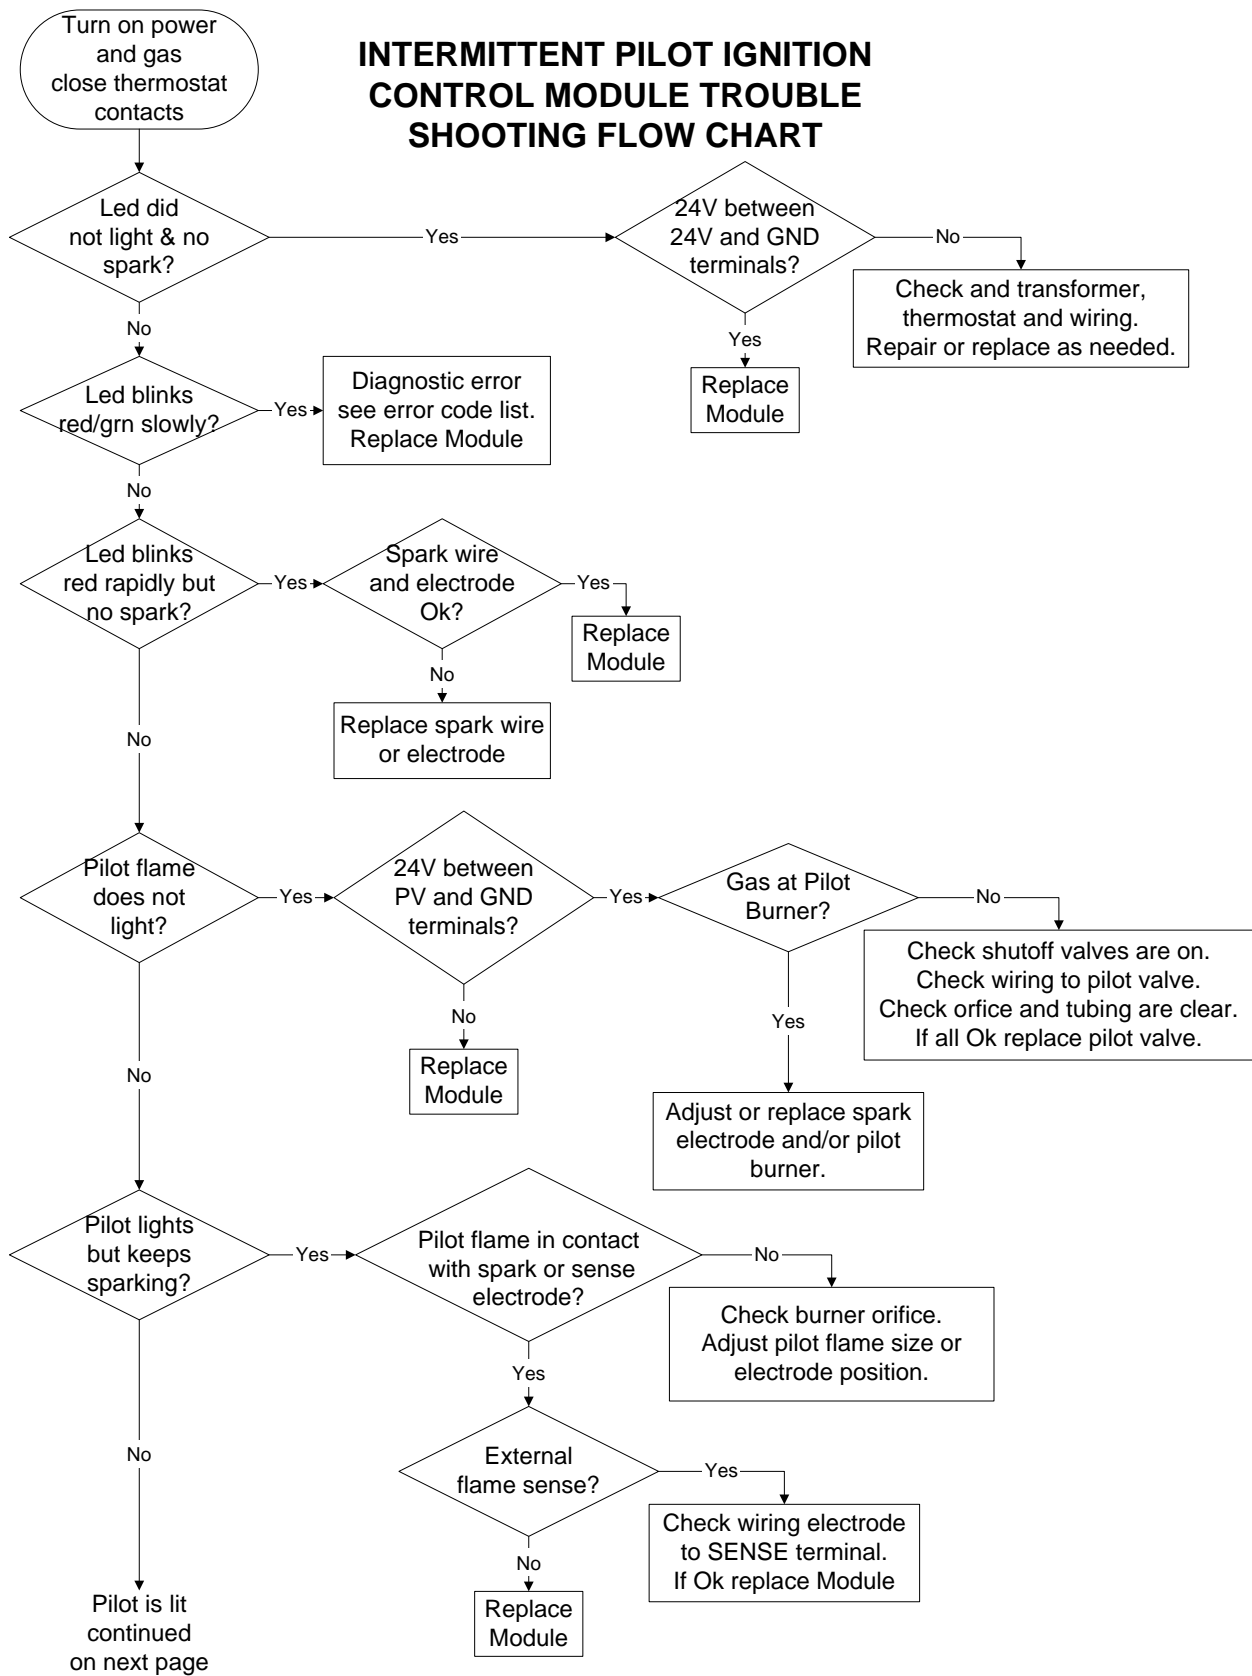 Turn on power
and gas
close thermostat
contacts
INTERMITTENT PILOT IGNITION
CONTROL MODULE TROUBLE
SHOOTING FLOW CHART
Led did
not light & no
spark?
Yes
24V between
24V and GND
terminals?
No
Check and transformer,
thermostat and wiring.
Repair or replace as needed.
Yes
Replace
Module
No
Led blinks
red/grn slowly?
Yes
Diagnostic error
see error code list.
Replace Module
No
Led blinks
red rapidly but
no spark?
Yes
Spark wire
and electrode
Ok?
Yes
Replace
Module
No
Replace spark wire
or electrode
No
Pilot flame
does not
light?
Yes
24V between
PV and GND
terminals?
Yes
Gas at Pilot
Burner?
No
Check shutoff valves are on.
Check wiring to pilot valve.
Check orfice and tubing are clear.
If all Ok replace pilot valve.
No
Replace
Module
Yes
Adjust or replace spark
electrode and/or pilot
burner.
No
Pilot lights
but keeps
sparking?
Yes
Pilot flame in contact
with spark or sense
electrode?
No
Check burner orifice.
Adjust pilot flame size or
electrode position.
Yes
External
flame sense?
Yes
Check wiring electrode
to SENSE terminal.
If Ok replace Module
No
Replace
Module
No
Pilot is lit
continued
on next page